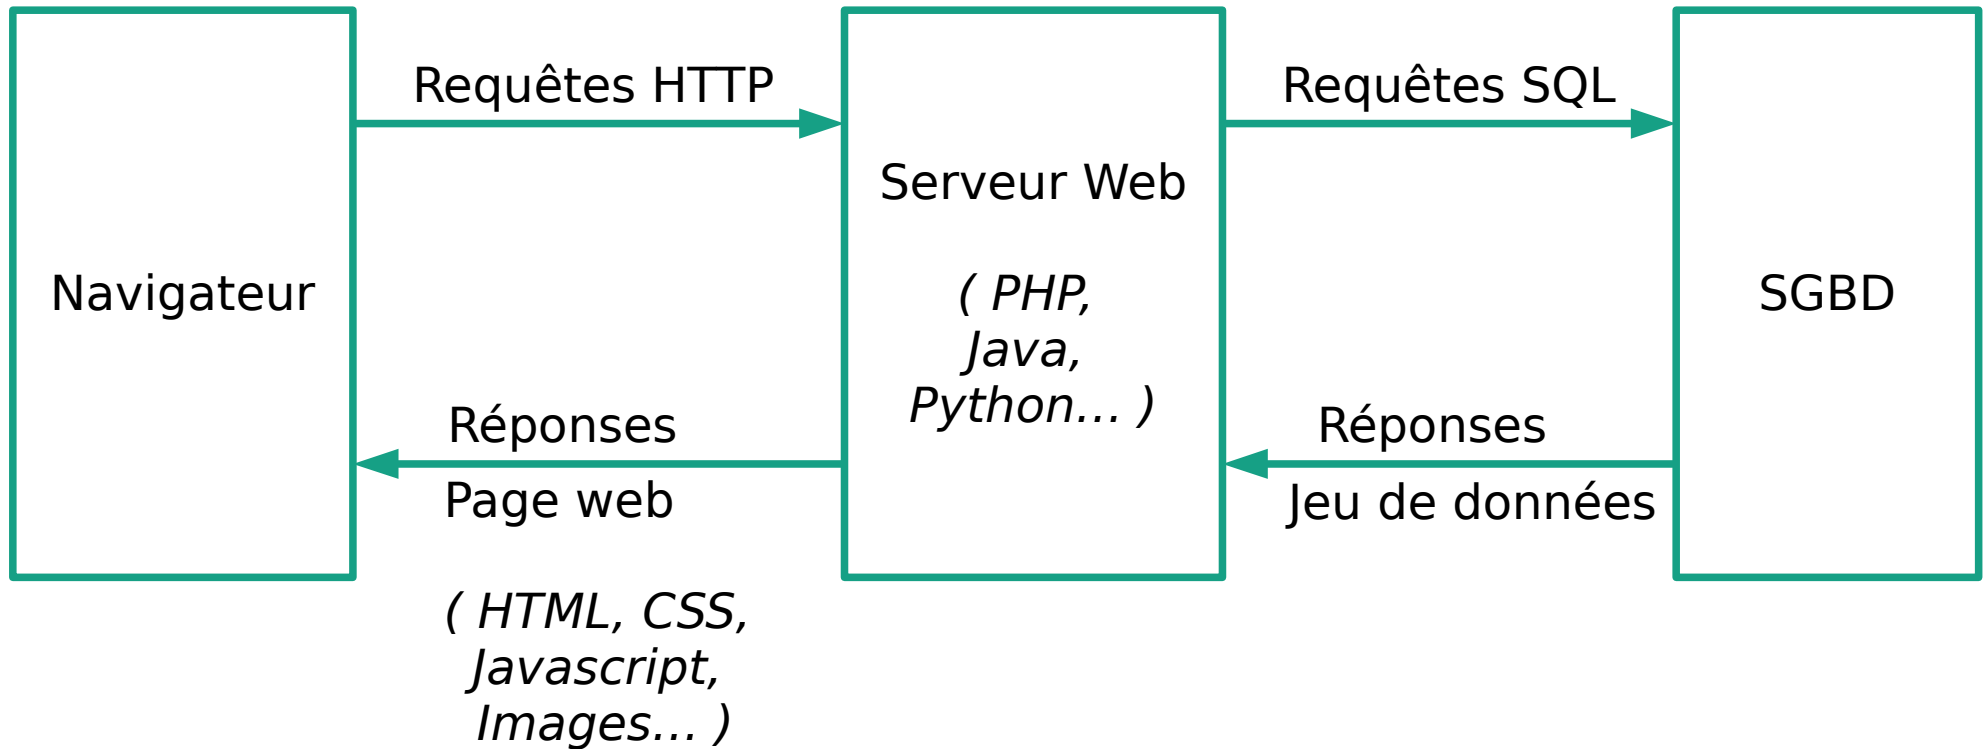 Navigateur
Requêtes HTTP
Réponses
Page web
( HTML, CSS,
Javascript,
Images... )
Serveur Web
( PHP,
Java,
Python... )
Requêtes SQL
Réponses
Jeu de données
SGBD